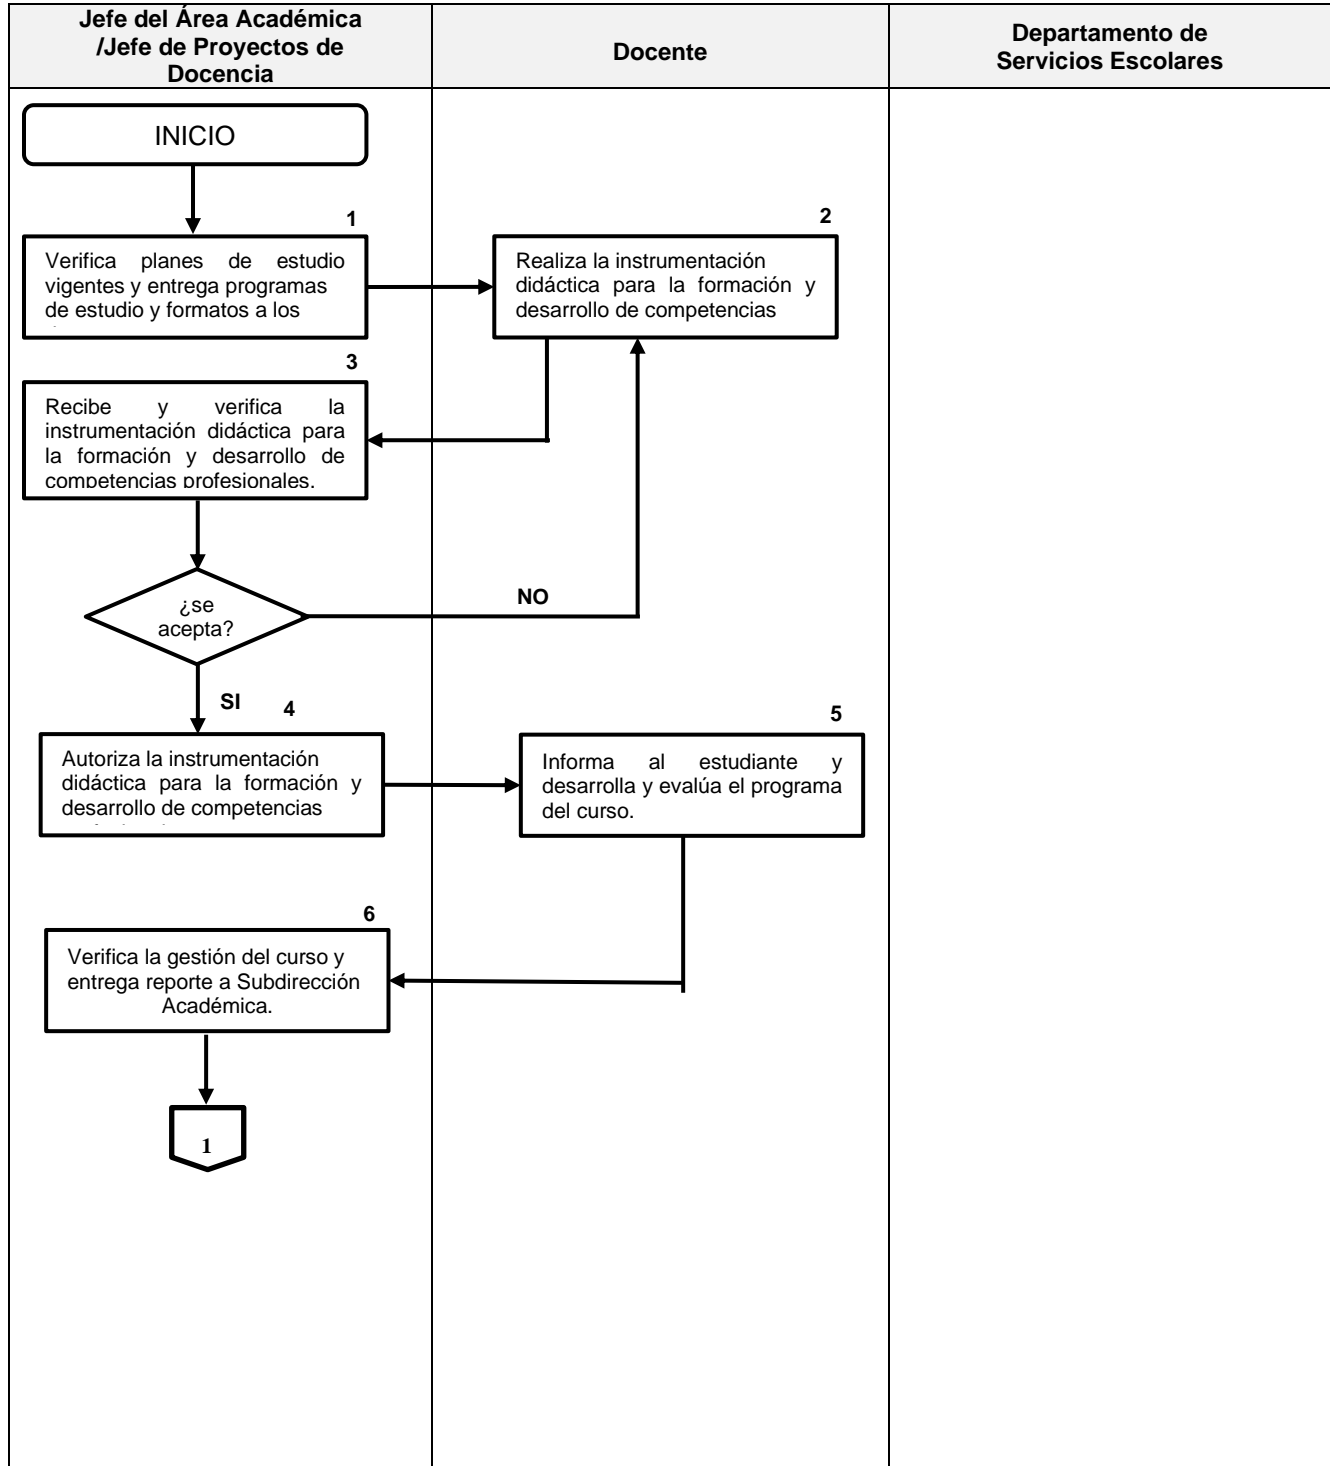 Jefe del Área Académica
/Jefe de Proyectos de
Docencia
Docente
Departamento de
Servicios Escolares
INICIO
1
Verifica planes de estudio
vigentes y entrega programas
de estudio y formatos a los
2
Realiza la instrumentación
didáctica para la formación y
desarrollo de competencias
3
Recibe y verifica la
instrumentación didáctica para
la formación y desarrollo de
competencias profesionales.
¿se
acepta?
NO
SI
4
Autoriza la instrumentación
didáctica para la formación y
desarrollo de competencias
5
Informa al estudiante y
desarrolla y evalúa el programa
del curso.
6
Verifica la gestión del curso y
entrega reporte a Subdirección
Académica.
1